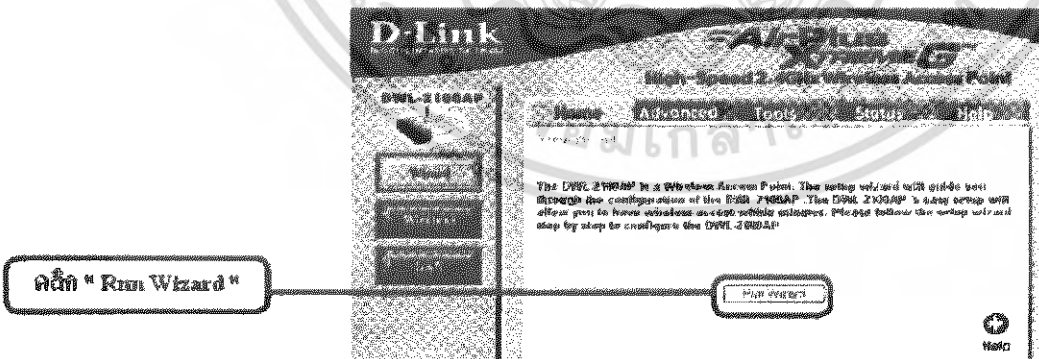 D-Link
AirPlus
XTREME G
High-Speed 2.4GHz Wireless Access Point
DWL-2100AP
Home Advanced Tools Status Help
Wizard
The DWL-2100AP is a Wireless Access Point. The setup wizard will guide you
through the configuration of the DWL-2100AP. The DWL-2100AP's easy setup will
allow you to have wireless access within minutes. Please follow the setup wizard
step by step to configure the DWL-2100AP
คลิ๊ก " Run Wizard "
Run Wizard
Help